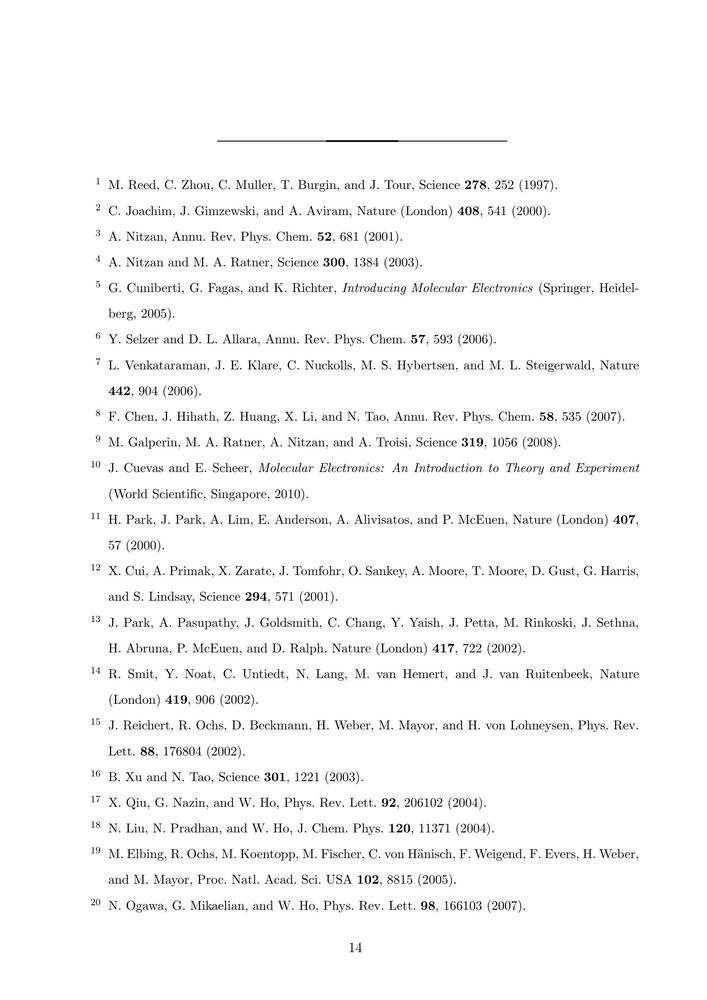 1 M. Reed, C. Zhou, C. Muller, T. Burgin, and J. Tour, Science 278, 252 (1997).
2 C. Joachim, J. Gimzewski, and A. Aviram, Nature (London) 408, 541 (2000).
3 A. Nitzan, Annu. Rev. Phys. Chem. 52, 681 (2001).
4 A. Nitzan and M. A. Ratner, Science 300, 1384 (2003).
5 G. Cuniberti, G. Fagas, and K. Richter, Introducing Molecular Electronics (Springer, Heidel-
berg, 2005).
6 Y. Selzer and D. L. Allara, Annu. Rev. Phys. Chem. 57, 593 (2006).
7 L. Venkataraman, J. E. Klare, C. Nuckolls, M. S. Hybertsen, and M. L. Steigerwald, Nature
442, 904 (2006).
8 F. Chen, J. Hihath, Z. Huang, X. Li, and N. Tao, Annu. Rev. Phys. Chem. 58, 535 (2007).
9 M. Galperin, M. A. Ratner, A. Nitzan, and A. Troisi, Science 319, 1056 (2008).
10 J. Cuevas and E. Scheer, Molecular Electronics: An Introduction to Theory and Experiment
(World Scientific, Singapore, 2010).
11 H. Park, J. Park, A. Lim, E. Anderson, A. Alivisatos, and P. McEuen, Nature (London) 407,
57 (2000).
12 X. Cui, A. Primak, X. Zarate, J. Tomfohr, O. Sankey, A. Moore, T. Moore, D. Gust, G. Harris,
and S. Lindsay, Science 294, 571 (2001).
13 J. Park, A. Pasupathy, J. Goldsmith, C. Chang, Y. Yaish, J. Petta, M. Rinkoski, J. Sethna,
H. Abruna, P. McEuen, and D. Ralph, Nature (London) 417, 722 (2002).
14 R. Smit, Y. Noat, C. Untiedt, N. Lang, M. van Hemert, and J. van Ruitenbeek, Nature
(London) 419, 906 (2002).
15 J. Reichert, R. Ochs, D. Beckmann, H. Weber, M. Mayor, and H. von Lohneysen, Phys. Rev.
Lett. 88, 176804 (2002).
16 B. Xu and N. Tao, Science 301, 1221 (2003).
17 X. Qiu, G. Nazin, and W. Ho, Phys. Rev. Lett. 92, 206102 (2004).
18 N. Liu, N. Pradhan, and W. Ho, J. Chem. Phys. 120, 11371 (2004).
19 M. Elbing, R. Ochs, M. Koentopp, M. Fischer, C. von Hänisch, F. Weigend, F. Evers, H. Weber,
and M. Mayor, Proc. Natl. Acad. Sci. USA 102, 8815 (2005).
20 N. Ogawa, G. Mikaelian, and W. Ho, Phys. Rev. Lett. 98, 166103 (2007).
14